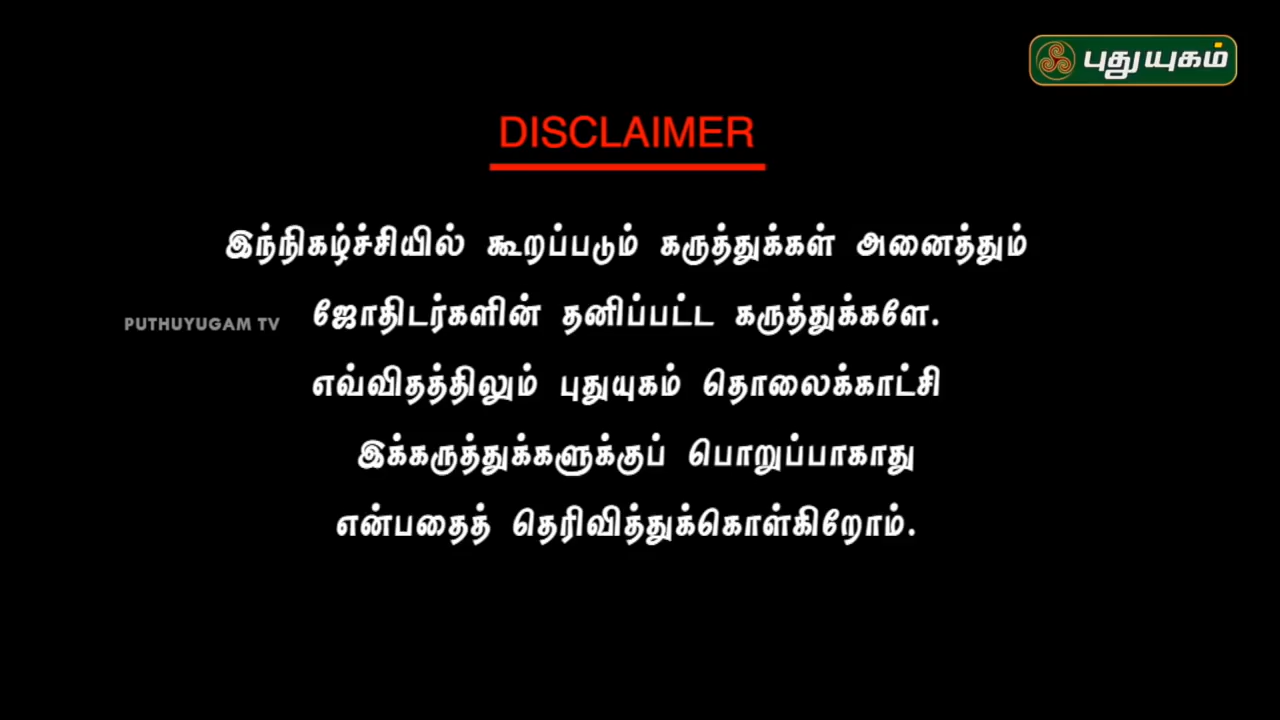 புதுயுகம்
DISCLAIMER
இந்நிகழ்ச்சியில் கூறப்படும் கருத்துக்கள் அனைத்தும்
PUTHUYUGAM TV
ஜோதிடர்களின் தனிப்பட்ட கருத்துக்களே.
எவ்விதத்திலும் புதுயுகம் தொலைக்காட்சி
இக்கருத்துக்களுக்குப் பொறுப்பாகாது
என்பதைத் தெரிவித்துக்கொள்கிறோம்.